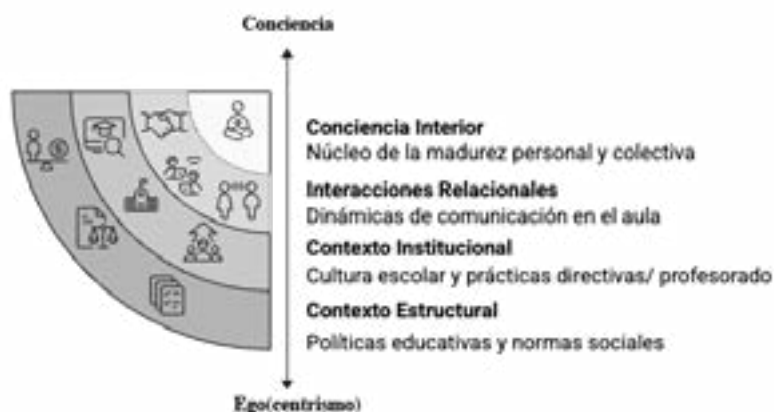 Conciencia
Conciencia Interior
Núcleo de la madurez personal y colectiva
Interacciones Relacionales
Dinámicas de comunicación en el aula
Contexto Institucional
Cultura escolar y prácticas directivas/ profesorado
Contexto Estructural
Políticas educativas y normas sociales
Ego(centrismo)